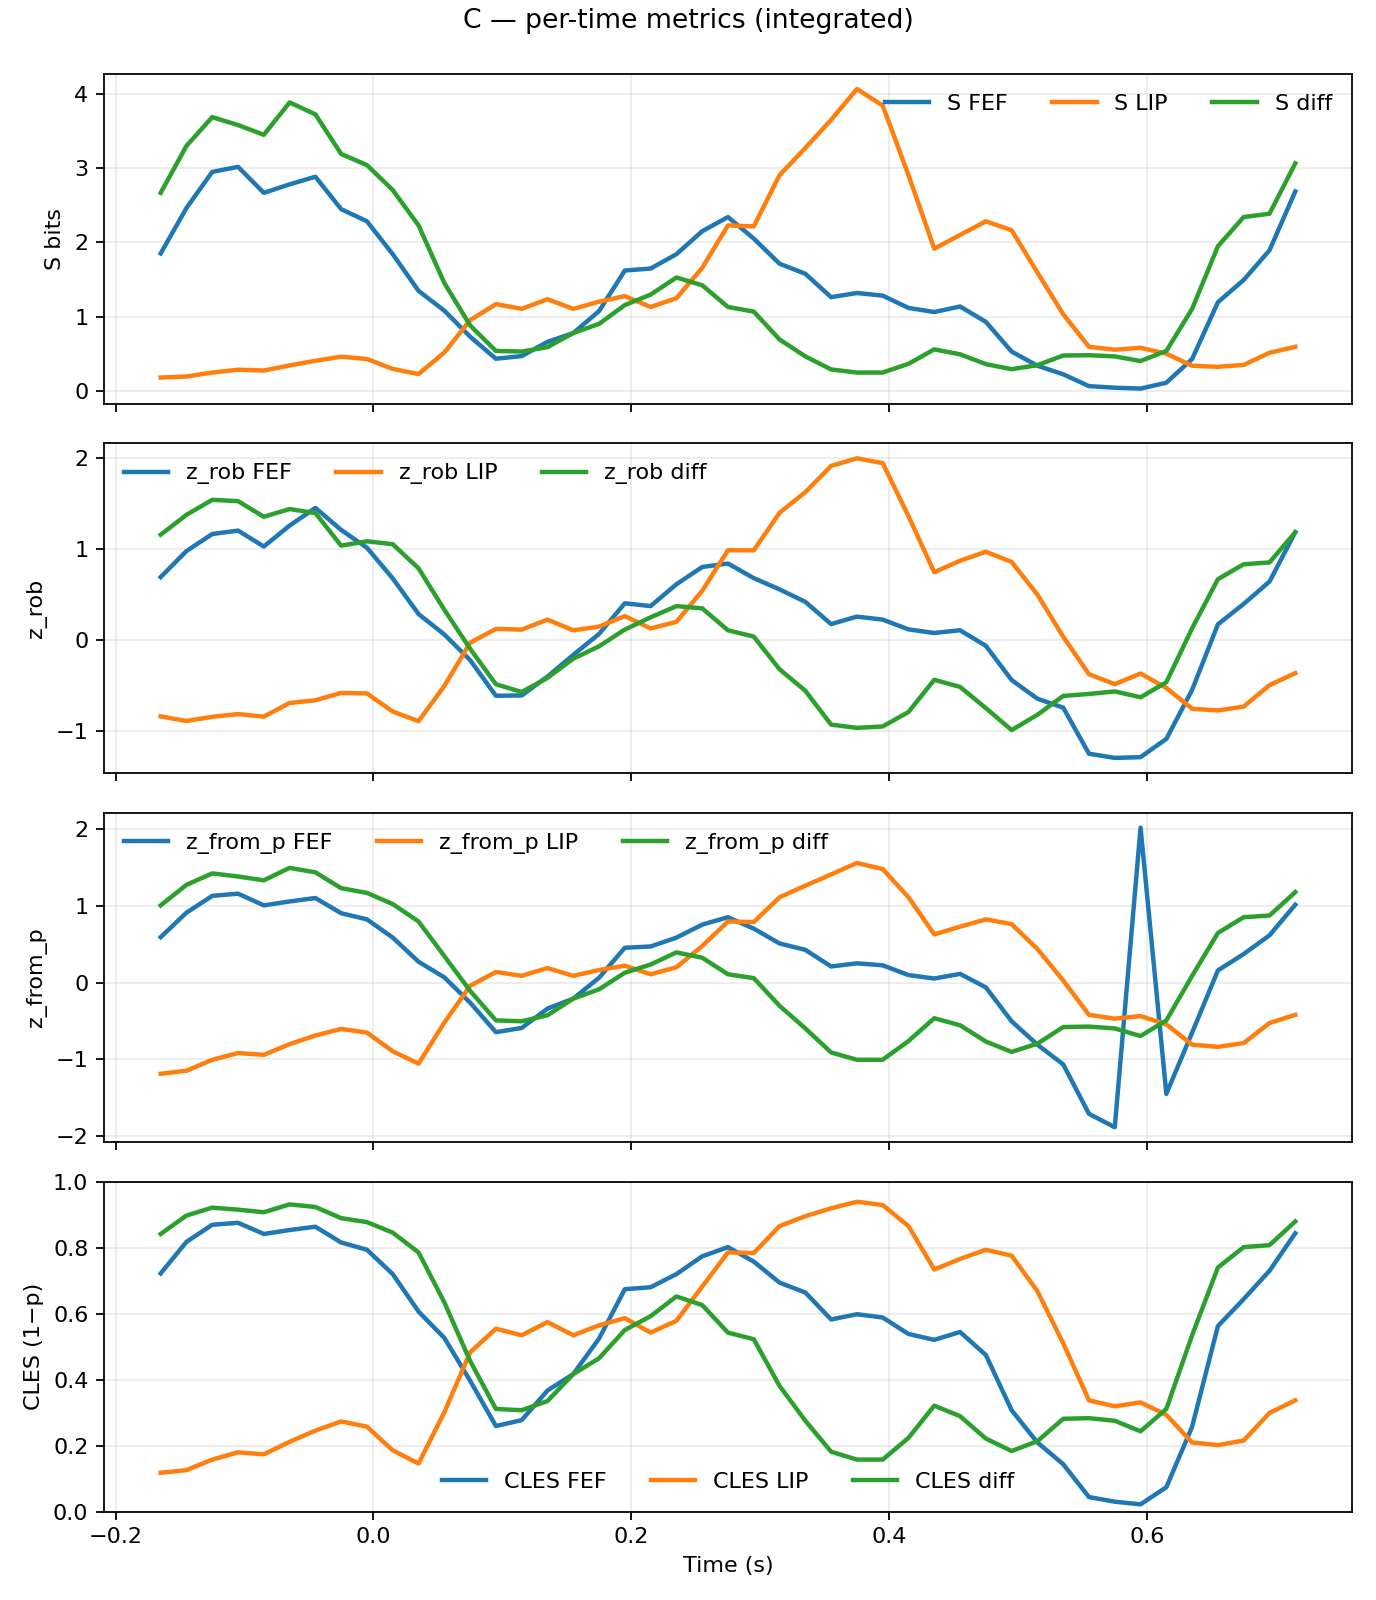 C — per-time metrics (integrated)
4
3
2
1
0
S bits
S FEF
S LIP
S diff
2
1
0
−1
z_rob
z_rob FEF
z_rob LIP
z_rob diff
2
1
0
−1
−2
z_from_p
z_from_p FEF
z_from_p LIP
z_from_p diff
1.0
0.8
0.6
0.4
0.2
0.0
CLES (1−p)
CLES FEF
CLES LIP
CLES diff
−0.2
0.0
0.2
0.4
0.6
Time (s)